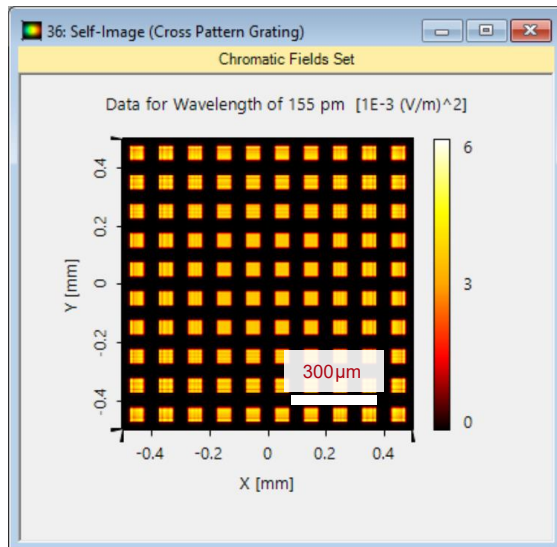 36: Self-Image (Cross Pattern Grating)
Chromatic Fields Set
Data for Wavelength of 155 pm [1E-3 (V/m)^2]
6
3
0
0.4
0.2
0
-0.2
-0.4
Y [mm]
300µm
-0.4 -0.2 0 0.2 0.4
X [mm]